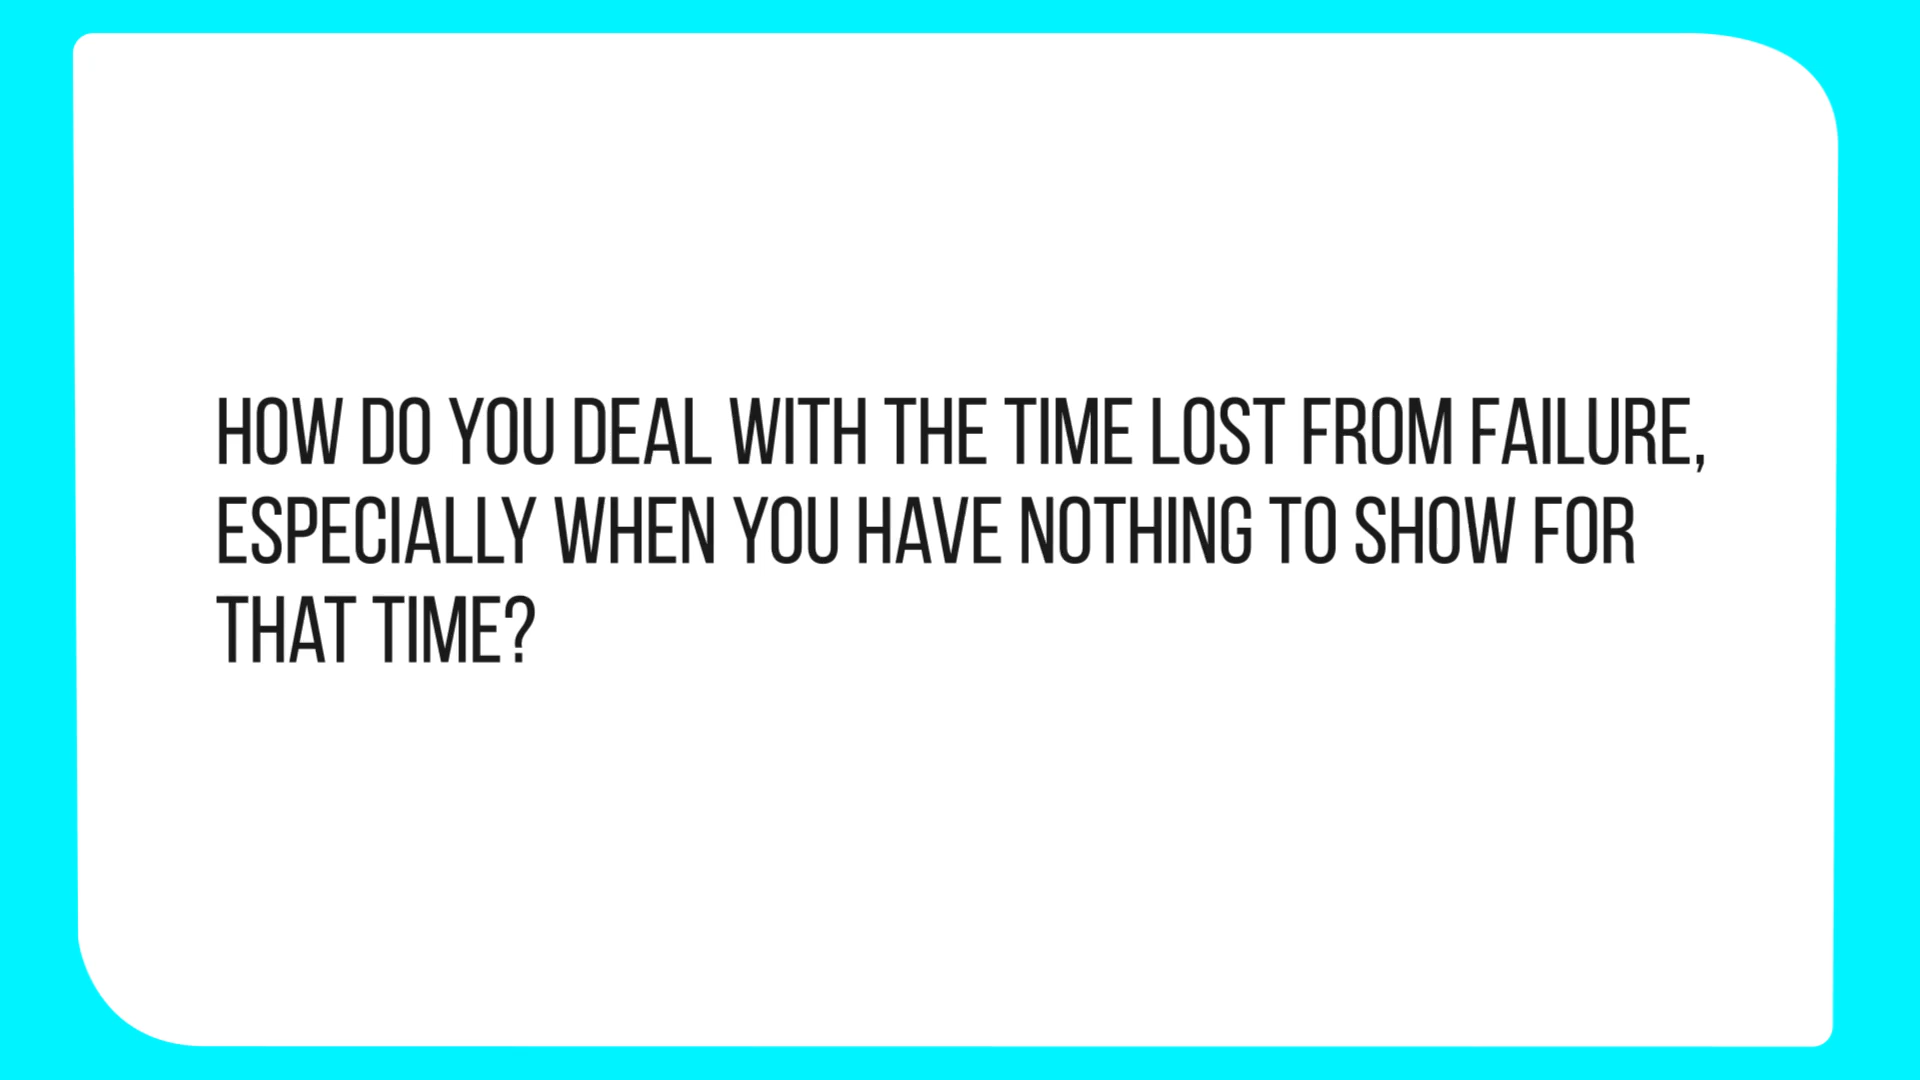 HOW DO YOU DEAL WITH THE TIME LOST FROM FAILURE,
ESPECIALLY WHEN YOU HAVE NOTHING TO SHOW FOR
THAT TIME?